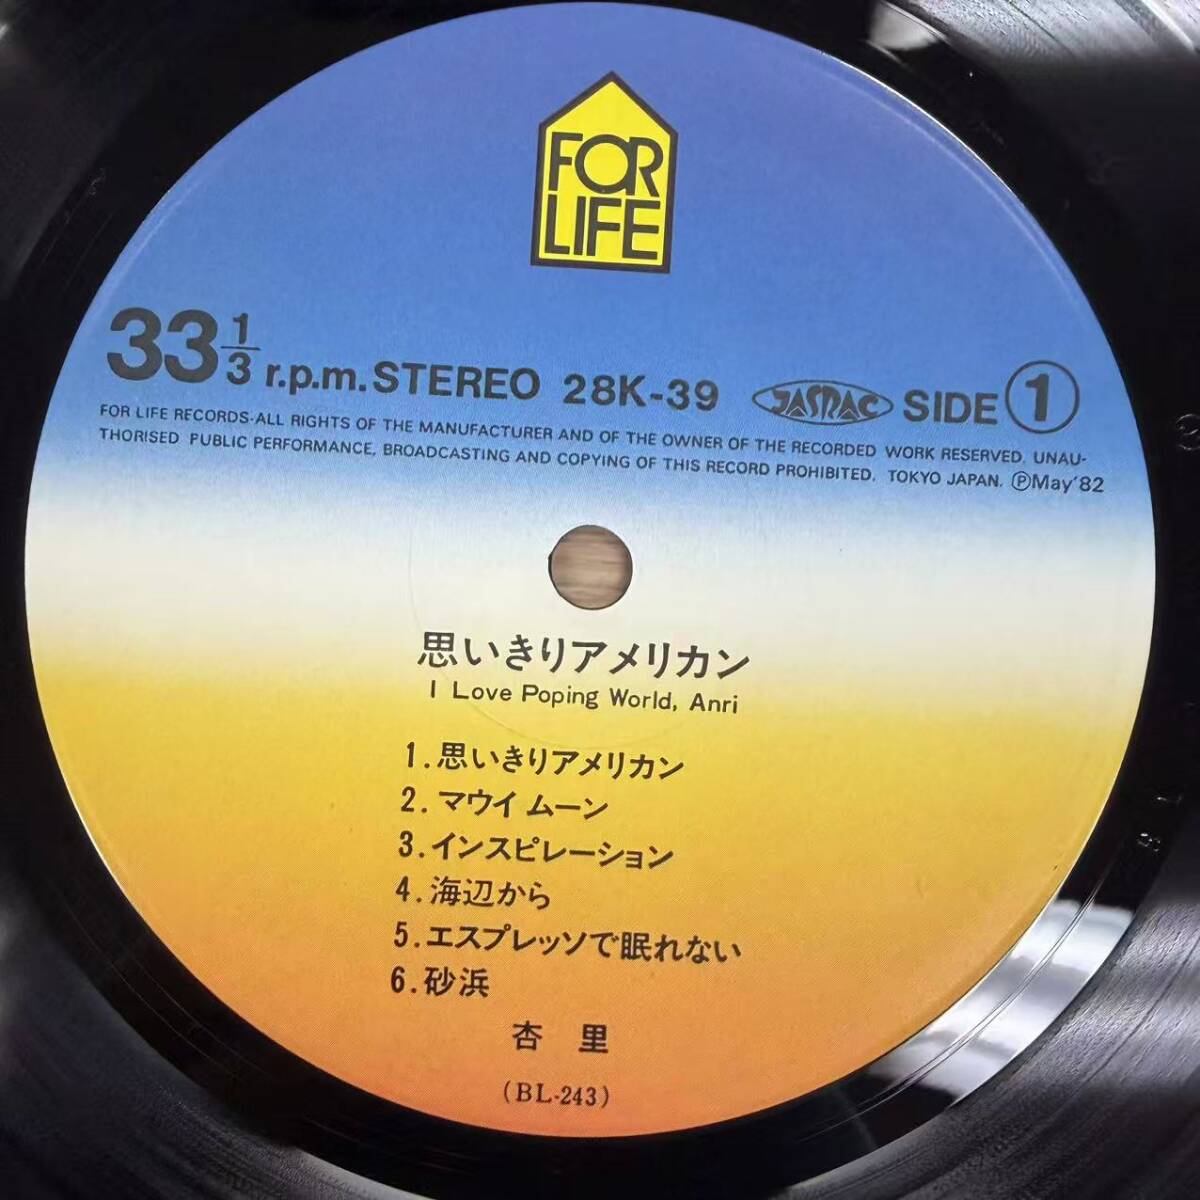 FOR
LIFE
33 1/3 r.p.m. STEREO 28K-39 JASRAC SIDE 1
FOR LIFE RECORDS-ALL RIGHTS OF THE MANUFACTURER AND OF THE OWNER OF THE RECORDED WORK RESERVED. UNAU-
THORISED PUBLIC PERFORMANCE, BROADCASTING AND COPYING OF THIS RECORD PROHIBITED. TOKYO JAPAN. ⓅMay'82
思いきりアメリカン
I Love Poping World, Anri
1.思いきりアメリカン
2.マウイ ムーン
3.インスピレーション
4.海辺から
5.エスプレッソで眠れない
6.砂浜
杏 里
(BL-243)